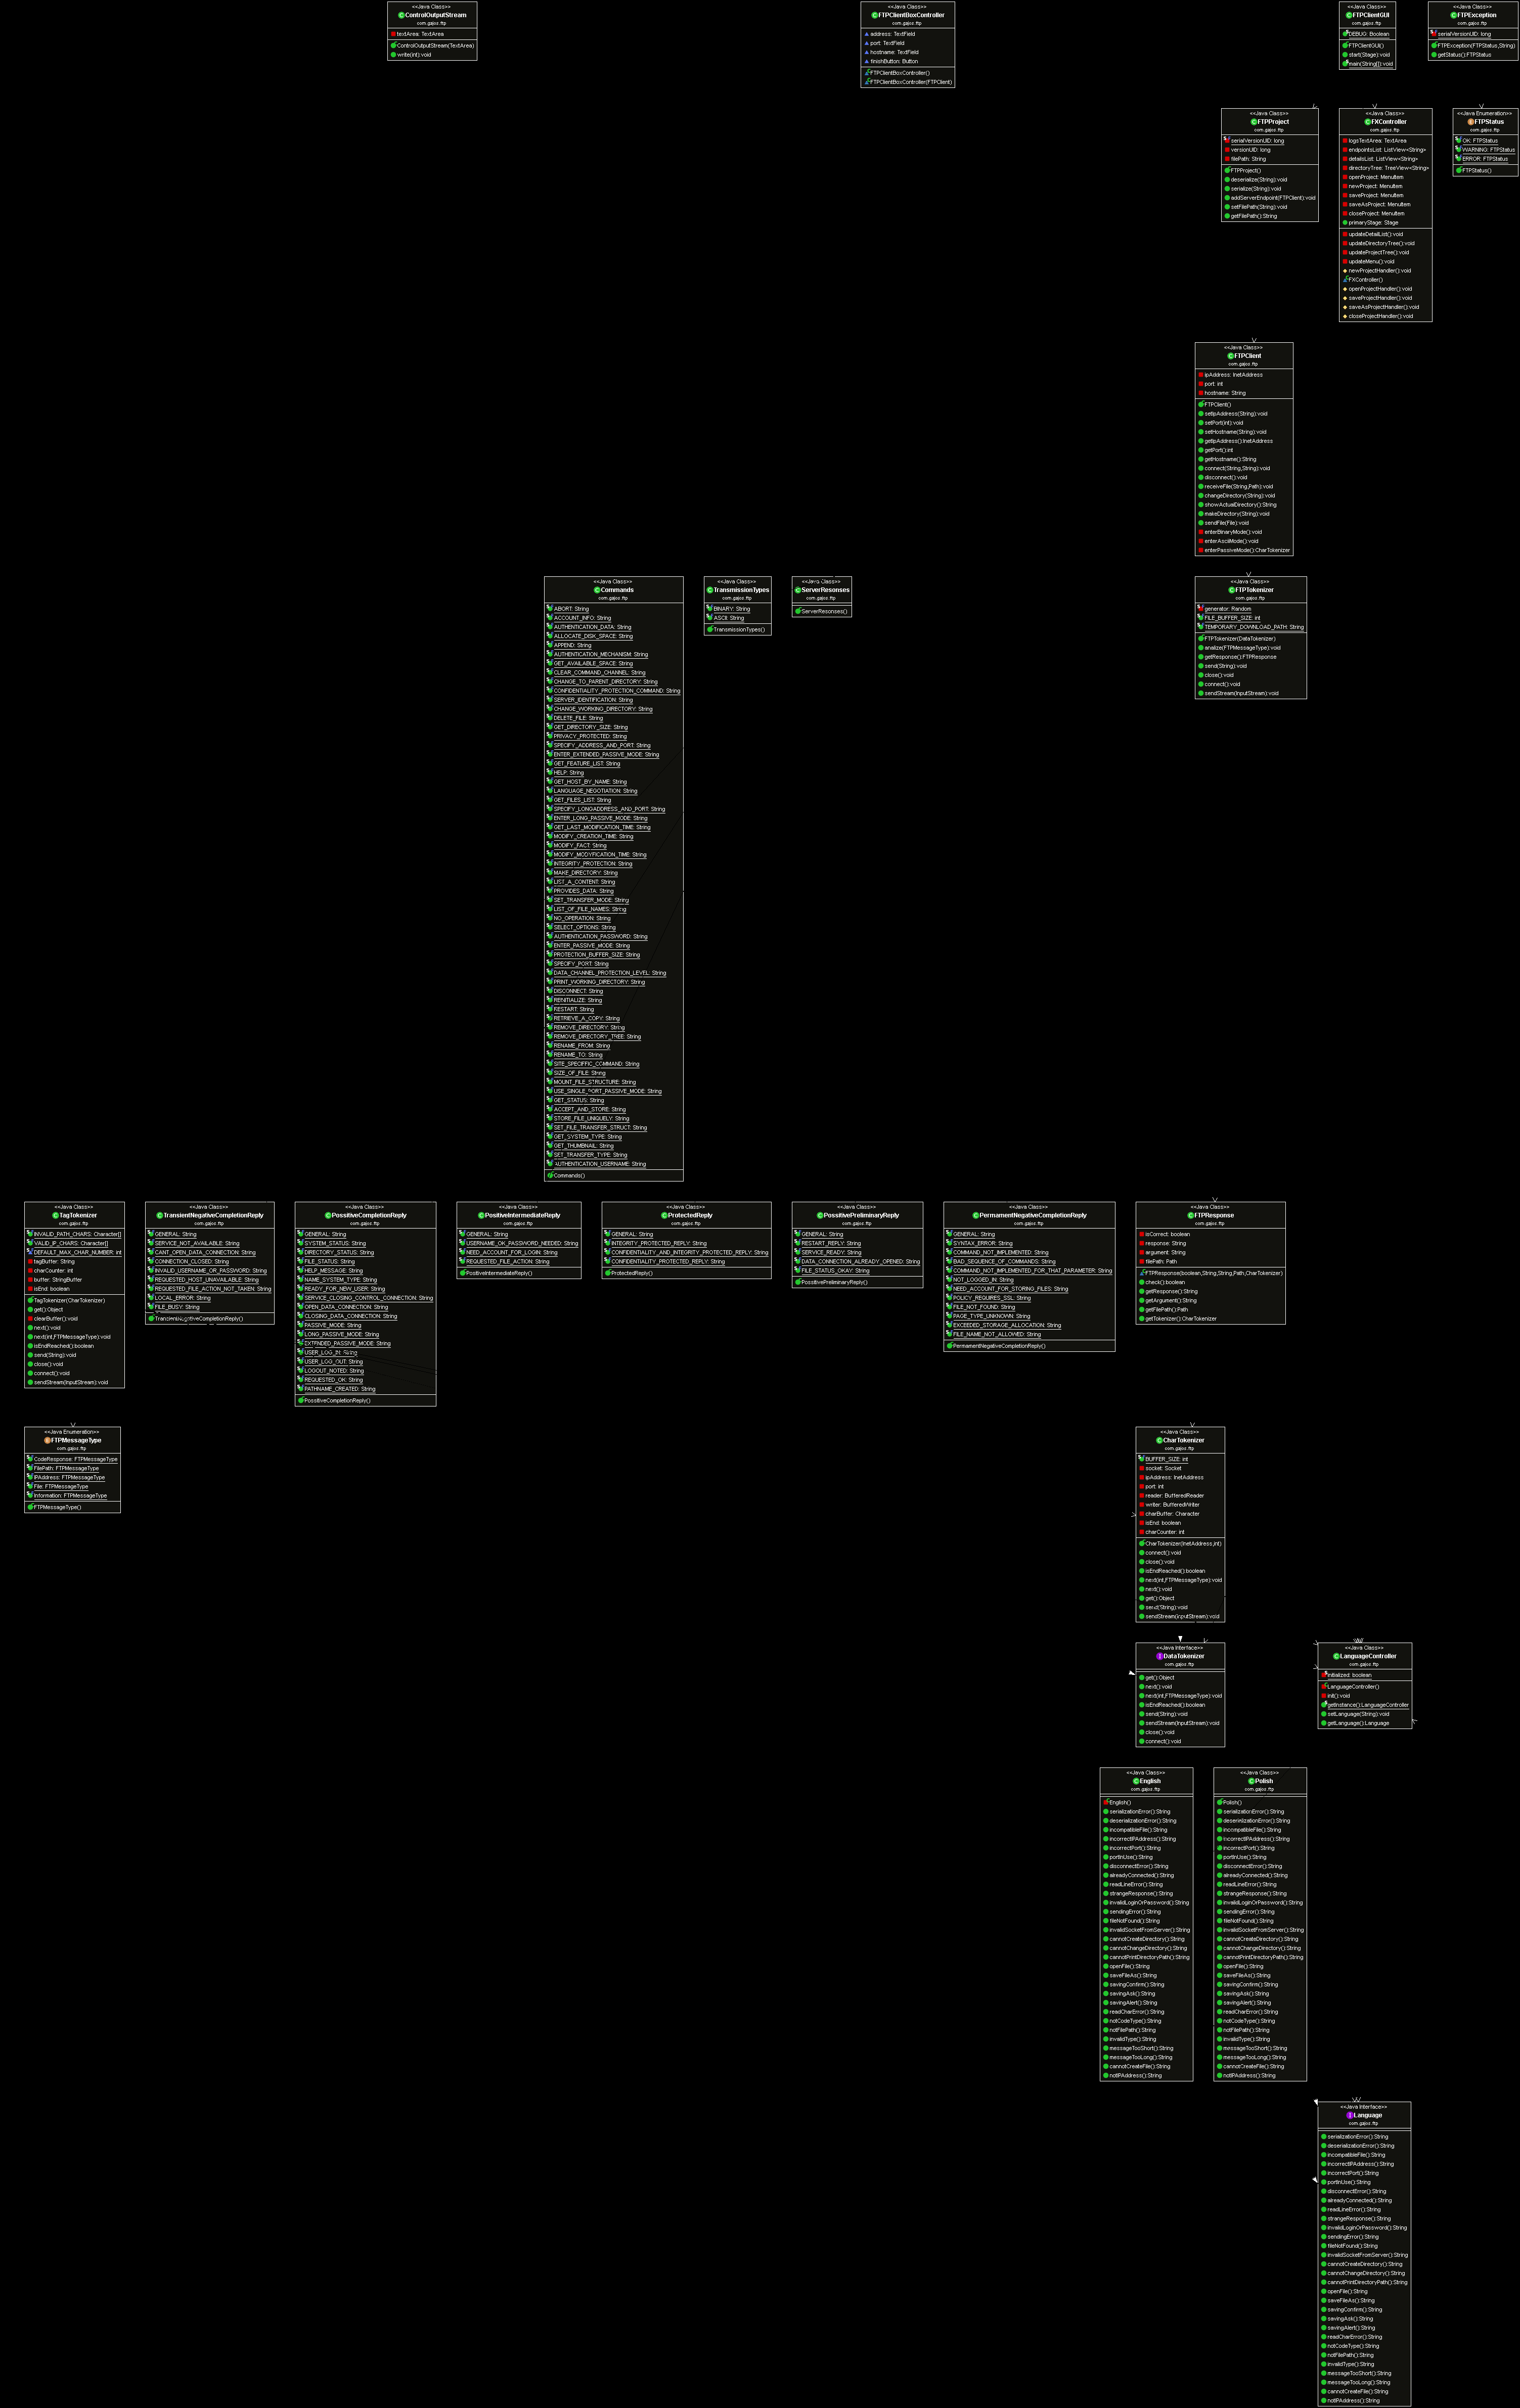 <<Java Class>>
ControlOutputStream
com.gajos.ftp
textArea: TextArea
ControlOutputStream(TextArea)
write(int):void
<<Java Class>>
FTPClientBoxController
com.gajos.ftp
address: TextField
port: TextField
hostname: TextField
finishButton: Button
FTPClientBoxController()
FTPClientBoxController(FTPClient)
<<Java Class>>
FTPClientGUI
com.gajos.ftp
DEBUG: Boolean
FTPClientGUI()
start(Stage):void
main(String[]):void
<<Java Class>>
FTPException
com.gajos.ftp
serialVersionUID: long
FTPException(FTPStatus,String)
getStatus():FTPStatus
<<Java Class>>
FTPProject
com.gajos.ftp
serialVersionUID: long
versionUID: long
filePath: String
FTPProject()
deserialize(String):void
serialize(String):void
addServerEndpoint(FTPClient):void
setFilePath(String):void
getFilePath():String
<<Java Class>>
FXController
com.gajos.ftp
logsTextArea: TextArea
endpointsList: ListView<String>
detailsList: ListView<String>
directoryTree: TreeView<String>
openProject: MenuItem
newProject: MenuItem
saveProject: MenuItem
saveAsProject: MenuItem
closeProject: MenuItem
primaryStage: Stage
updateDetailList():void
updateDirectoryTree():void
updateProjectTree():void
updateMenu():void
newProjectHandler():void
FXController()
openProjectHandler():void
saveProjectHandler():void
saveAsProjectHandler():void
closeProjectHandler():void
<<Java Enumeration>>
FTPStatus
com.gajos.ftp
OK: FTPStatus
WARNING: FTPStatus
ERROR: FTPStatus
FTPStatus()
<<Java Class>>
FTPClient
com.gajos.ftp
ipAddress: InetAddress
port: int
hostname: String
FTPClient()
setIpAddress(String):void
setPort(int):void
setHostname(String):void
getIpAddress():InetAddress
getPort():int
getHostname():String
connect(String,String):void
disconnect():void
receiveFile(String,Path):void
changeDirectory(String):void
showActualDirectory():String
makeDirectory(String):void
sendFile(File):void
enterBinaryMode():void
enterAsciiMode():void
enterPassiveMode():CharTokenizer
<<Java Class>>
Commands
com.gajos.ftp
ABORT: String
ACCOUNT_INFO: String
AUTHENTICATION_DATA: String
ALLOCATE_DISK_SPACE: String
APPEND: String
AUTHENTICATION_MECHANISM: String
GET_AVAILABLE_SPACE: String
CLEAR_COMMAND_CHANNEL: String
CHANGE_TO_PARENT_DIRECTORY: String
CONFIDENTIALITY_PROTECTION_COMMAND: String
SERVER_IDENTIFICATION: String
CHANGE_WORKING_DIRECTORY: String
DELETE_FILE: String
GET_DIRECTORY_SIZE: String
PRIVACY_PROTECTED: String
SPECIFY_ADDRESS_AND_PORT: String
ENTER_EXTENDED_PASSIVE_MODE: String
GET_FEATURE_LIST: String
HELP: String
GET_HOST_BY_NAME: String
LANGUAGE_NEGOTIATION: String
GET_FILES_LIST: String
SPECIFY_LONGADDRESS_AND_PORT: String
ENTER_LONG_PASSIVE_MODE: String
GET_LAST_MODIFICATION_TIME: String
MODIFY_CREATION_TIME: String
MODIFY_FACT: String
MODIFY_MODYFICATION_TIME: String
INTEGRITY_PROTECTION: String
MAKE_DIRECTORY: String
LIST_A_CONTENT: String
PROVIDES_DATA: String
SET_TRANSFER_MODE: String
LIST_OF_FILE_NAMES: String
NO_OPERATION: String
SELECT_OPTIONS: String
AUTHENTICATION_PASSWORD: String
ENTER_PASSIVE_MODE: String
PROTECTION_BUFFER_SIZE: String
SPECIFY_PORT: String
DATA_CHANNEL_PROTECTION_LEVEL: String
PRINT_WORKING_DIRECTORY: String
DISCONNECT: String
REINITIALIZE: String
RESTART: String
RETRIEVE_A_COPY: String
REMOVE_DIRECTORY: String
REMOVE_DIRECTORY_TREE: String
RENAME_FROM: String
RENAME_TO: String
SITE_SPECIFFIC_COMMAND: String
SIZE_OF_FILE: String
MOUNT_FILE_STRUCTURE: String
USE_SINGLE_PORT_PASSIVE_MODE: String
GET_STATUS: String
ACCEPT_AND_STORE: String
STORE_FILE_UNIQUELY: String
SET_FILE_TRANSFER_STRUCT: String
GET_SYSTEM_TYPE: String
GET_THUMBNAIL: String
SET_TRANSFER_TYPE: String
AUTHENTICATION_USERNAME: String
Commands()
<<Java Class>>
TransmissionTypes
com.gajos.ftp
BINARY: String
ASCII: String
TransmissionTypes()
<<Java Class>>
ServerResonses
com.gajos.ftp
ServerResonses()
<<Java Class>>
FTPTokenizer
com.gajos.ftp
generator: Random
FILE_BUFFER_SIZE: int
TEMPORARY_DOWNLOAD_PATH: String
FTPTokenizer(DataTokenizer)
analize(FTPMessageType):void
getResponse():FTPResponse
send(String):void
close():void
connect():void
sendStream(InputStream):void
<<Java Class>>
TagTokenizer
com.gajos.ftp
INVALID_PATH_CHARS: Character[]
VALID_IP_CHARS: Character[]
DEFAULT_MAX_CHAR_NUMBER: int
tagBuffer: String
charCounter: int
buffer: StringBuffer
isEnd: boolean
TagTokenizer(CharTokenizer)
get():Object
clearBuffer():void
next():void
next(int,FTPMessageType):void
isEndReached():boolean
send(String):void
close():void
connect():void
sendStream(InputStream):void
<<Java Class>>
TransientNegativeCompletionReply
com.gajos.ftp
GENERAL: String
SERVICE_NOT_AVAILABLE: String
CANT_OPEN_DATA_CONNECTION: String
CONNECTION_CLOSED: String
INVALID_USERNAME_OR_PASSWORD: String
REQUESTED_HOST_UNAVAILABLE: String
REQUESTED_FILE_ACTION_NOT_TAKEN: String
LOCAL_ERROR: String
FILE_BUSY: String
TransientNegativeCompletionReply()
<<Java Class>>
PossitiveCompletionReply
com.gajos.ftp
GENERAL: String
SYSTEM_STATUS: String
DIRECTORY_STATUS: String
FILE_STATUS: String
HELP_MESSAGE: String
NAME_SYSTEM_TYPE: String
READY_FOR_NEW_USER: String
SERVICE_CLOSING_CONTROL_CONNECTION: String
OPEN_DATA_CONNECTION: String
CLOSING_DATA_CONNECTION: String
PASSIVE_MODE: String
LONG_PASSIVE_MODE: String
EXTENDED_PASSIVE_MODE: String
USER_LOG_IN: String
USER_LOG_OUT: String
LOGOUT_NOTED: String
REQUESTED_OK: String
PATHNAME_CREATED: String
PossitiveCompletionReply()
<<Java Class>>
PositiveIntermediateReply
com.gajos.ftp
GENERAL: String
USERNAME_OK_PASSWORD_NEEDED: String
NEED_ACCOUNT_FOR_LOGIN: String
REQUESTED_FILE_ACTION: String
PositiveIntermediateReply()
<<Java Class>>
ProtectedReply
com.gajos.ftp
GENERAL: String
INTEGRITY_PROTECTED_REPLY: String
CONFIDENTIALITY_AND_INTEGRITY_PROTECTED_REPLY: String
CONFIDENTIALITY_PROTECTED_REPLY: String
ProtectedReply()
<<Java Class>>
PossitivePreliminaryReply
com.gajos.ftp
GENERAL: String
RESTART_REPLY: String
SERVICE_READY: String
DATA_CONNECTION_ALREADY_OPENED: String
FILE_STATUS_OKAY: String
PossitivePreliminaryReply()
<<Java Class>>
PermamentNegativeCompletionReply
com.gajos.ftp
GENERAL: String
SYNTAX_ERROR: String
COMMAND_NOT_IMPLEMENTED: String
BAD_SEQUENCE_OF_COMMANDS: String
COMMAND_NOT_IMPLEMENTED_FOR_THAT_PARAMETER: String
NOT_LOGGED_IN: String
NEED_ACCOUNT_FOR_STORING_FILES: String
POLICY_REQUIRES_SSL: String
FILE_NOT_FOUND: String
PAGE_TYPE_UNKNOWN: String
EXCEEDED_STORAGE_ALLOCATION: String
FILE_NAME_NOT_ALLOWED: String
PermamentNegativeCompletionReply()
<<Java Class>>
FTPResponse
com.gajos.ftp
isCorrect: boolean
response: String
argument: String
filePath: Path
FTPResponse(boolean,String,String,Path,CharTokenizer)
check():boolean
getResponse():String
getArgument():String
getFilePath():Path
getTokenizer():CharTokenizer
<<Java Enumeration>>
FTPMessageType
com.gajos.ftp
CodeResponse: FTPMessageType
FilePath: FTPMessageType
IPAddress: FTPMessageType
File: FTPMessageType
Information: FTPMessageType
FTPMessageType()
<<Java Class>>
CharTokenizer
com.gajos.ftp
BUFFER_SIZE: int
socket: Socket
ipAddress: InetAddress
port: int
reader: BufferedReader
writer: BufferedWriter
charBuffer: Character
isEnd: boolean
charCounter: int
CharTokenizer(InetAddress,int)
connect():void
close():void
isEndReached():boolean
next(int,FTPMessageType):void
next():void
get():Object
send(String):void
sendStream(InputStream):void
<<Java Interface>>
DataTokenizer
com.gajos.ftp
get():Object
next():void
next(int,FTPMessageType):void
isEndReached():boolean
send(String):void
sendStream(InputStream):void
close():void
connect():void
<<Java Class>>
LanguageController
com.gajos.ftp
initialized: boolean
LanguageController()
init():void
getInstance():LanguageController
setLanguage(String):void
getLanguage():Language
<<Java Class>>
English
com.gajos.ftp
English()
serializationError():String
deserializationError():String
incompatibleFile():String
incorrectIPAddress():String
incorrectPort():String
portInUse():String
disconnectError():String
alreadyConnected():String
readLineError():String
strangeResponse():String
invalidLoginOrPassword():String
sendingError():String
fileNotFound():String
invalidSocketFromServer():String
cannotCreateDirectory():String
cannotChangeDirectory():String
cannotPrintDirectoryPath():String
openFile():String
saveFileAs():String
savingConfirm():String
savingAsk():String
savingAlert():String
readCharError():String
notCodeType():String
notFilePath():String
invalidType():String
messageTooShort():String
messageTooLong():String
cannotCreateFile():String
notIPAddress():String
<<Java Class>>
Polish
com.gajos.ftp
Polish()
serializationError():String
deserializationError():String
incompatibleFile():String
incorrectIPAddress():String
incorrectPort():String
portInUse():String
disconnectError():String
alreadyConnected():String
readLineError():String
strangeResponse():String
invalidLoginOrPassword():String
sendingError():String
fileNotFound():String
invalidSocketFromServer():String
cannotCreateDirectory():String
cannotChangeDirectory():String
cannotPrintDirectoryPath():String
openFile():String
saveFileAs():String
savingConfirm():String
savingAsk():String
savingAlert():String
readCharError():String
notCodeType():String
notFilePath():String
invalidType():String
messageTooShort():String
messageTooLong():String
cannotCreateFile():String
notIPAddress():String
<<Java Interface>>
Language
com.gajos.ftp
serializationError():String
deserializationError():String
incompatibleFile():String
incorrectIPAddress():String
incorrectPort():String
portInUse():String
disconnectError():String
alreadyConnected():String
readLineError():String
strangeResponse():String
invalidLoginOrPassword():String
sendingError():String
fileNotFound():String
invalidSocketFromServer():String
cannotCreateDirectory():String
cannotChangeDirectory():String
cannotPrintDirectoryPath():String
openFile():String
saveFileAs():String
savingConfirm():String
savingAsk():String
savingAlert():String
readCharError():String
notCodeType():String
notFilePath():String
invalidType():String
messageTooShort():String
messageTooLong():String
cannotCreateFile():String
notIPAddress():String